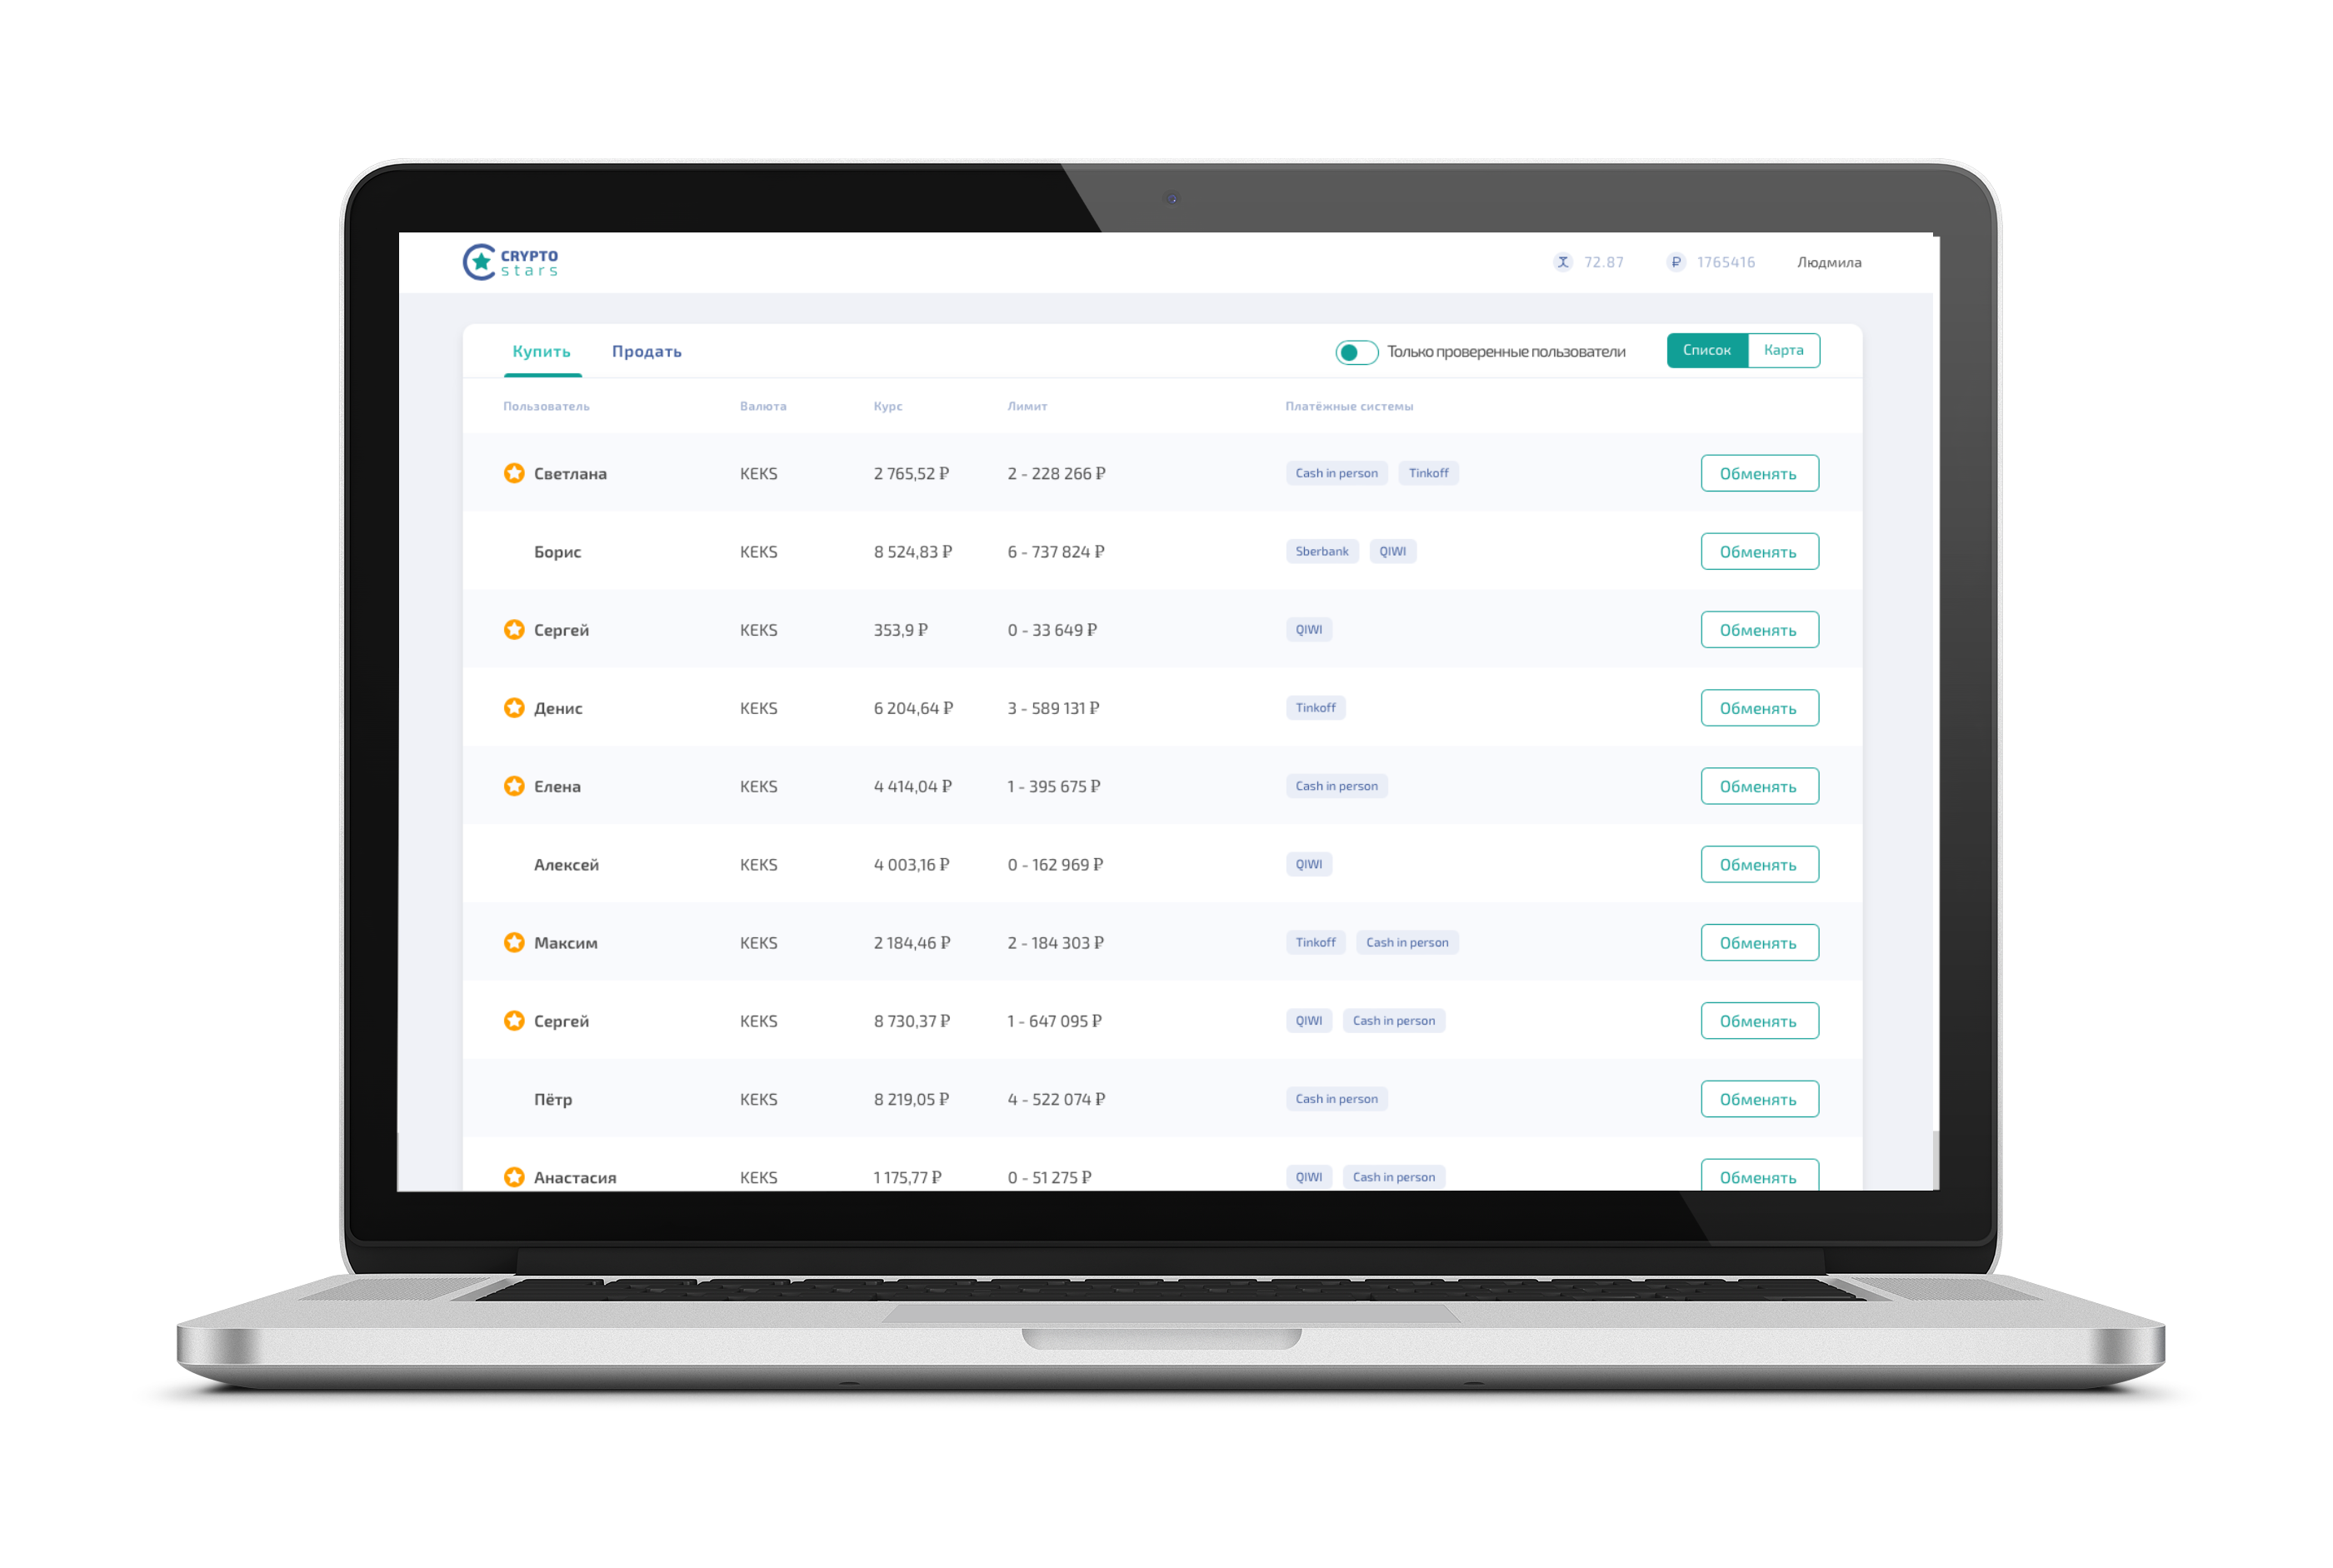 CRYPTO
stars
72.87 ₽ 1765416 Людмила
Купить Продать Только проверенные пользователи Список Карта
Пользователь Валюта Курс Лимит Платёжные системы
Светлана KEKS 2 765,52 ₽ 2 - 228 266 ₽ Cash in person Tinkoff Обменять
Борис KEKS 8 524,83 ₽ 6 - 737 824 ₽ Sberbank QIWI Обменять
Сергей KEKS 353,9 ₽ 0 - 33 649 ₽ QIWI Обменять
Денис KEKS 6 204,64 ₽ 3 - 589 131 ₽ Tinkoff Обменять
Елена KEKS 4 414,04 ₽ 1 - 395 675 ₽ Cash in person Обменять
Алексей KEKS 4 003,16 ₽ 0 - 162 969 ₽ QIWI Обменять
Максим KEKS 2 184,46 ₽ 2 - 184 303 ₽ Tinkoff Cash in person Обменять
Сергей KEKS 8 730,37 ₽ 1 - 647 095 ₽ QIWI Cash in person Обменять
Пётр KEKS 8 219,05 ₽ 4 - 522 074 ₽ Cash in person Обменять
Анастасия KEKS 1 175,77 ₽ 0 - 51 275 ₽ QIWI Cash in person Обменять